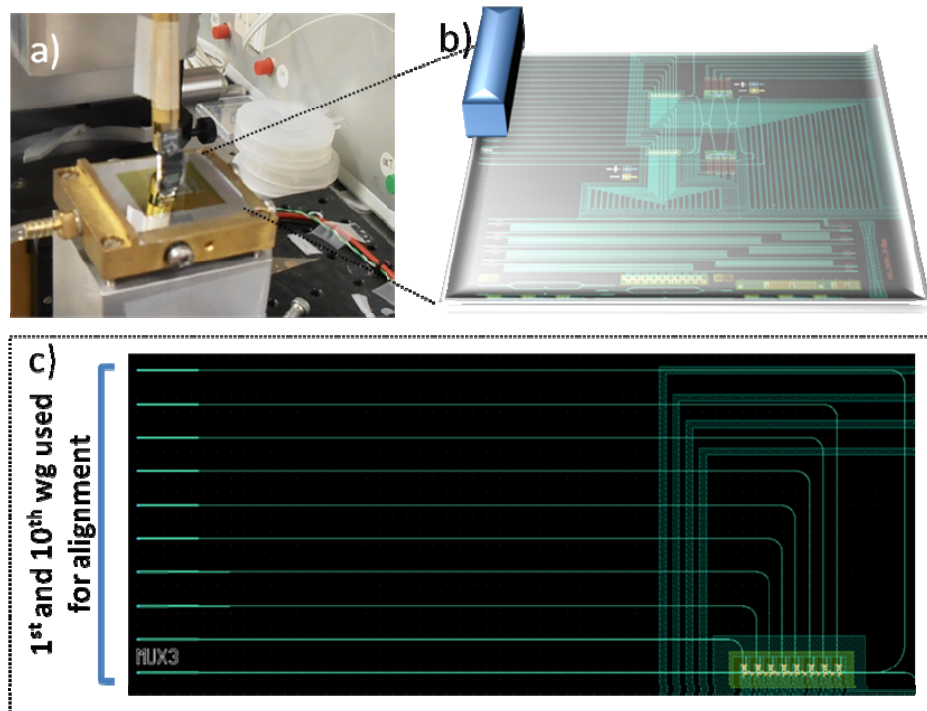 a)
b)
c)
1st and 10th wg used
for alignment
MUX3